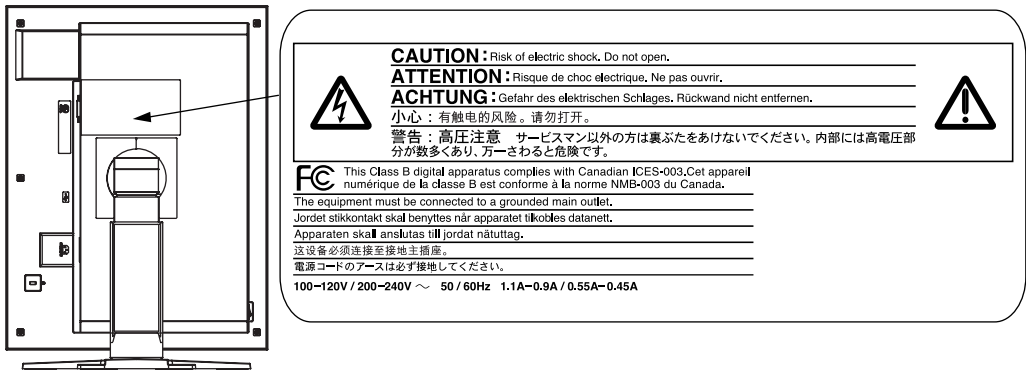 CAUTION : Risk of electric shock. Do not open.
ATTENTION : Risque de choc electrique. Ne pas ouvrir.
ACHTUNG : Gefahr des elektrischen Schlages. Rückwand nicht entfernen.
小心 : 有触电的风险。请勿打开。
警告 : 高圧注意 サービスマン以外の方は裏ぶたをあけないでください。内部には高電圧部
分が数多くあり、万一さわると危険です。
FC This Class B digital apparatus complies with Canadian ICES-003.Cet appareil
numérique de la classe B est conforme à la norme NMB-003 du Canada.
The equipment must be connected to a grounded main outlet.
Jordet stikkontakt skal benyttes når apparatet tilkobles datanett.
Apparaten skall anslutas till jordat nätuttag.
这设备必须连接至接地主插座。
電源コードのアースは必ず接地してください。
100-120V / 200-240V ～ 50 / 60Hz 1.1A-0.9A / 0.55A-0.45A